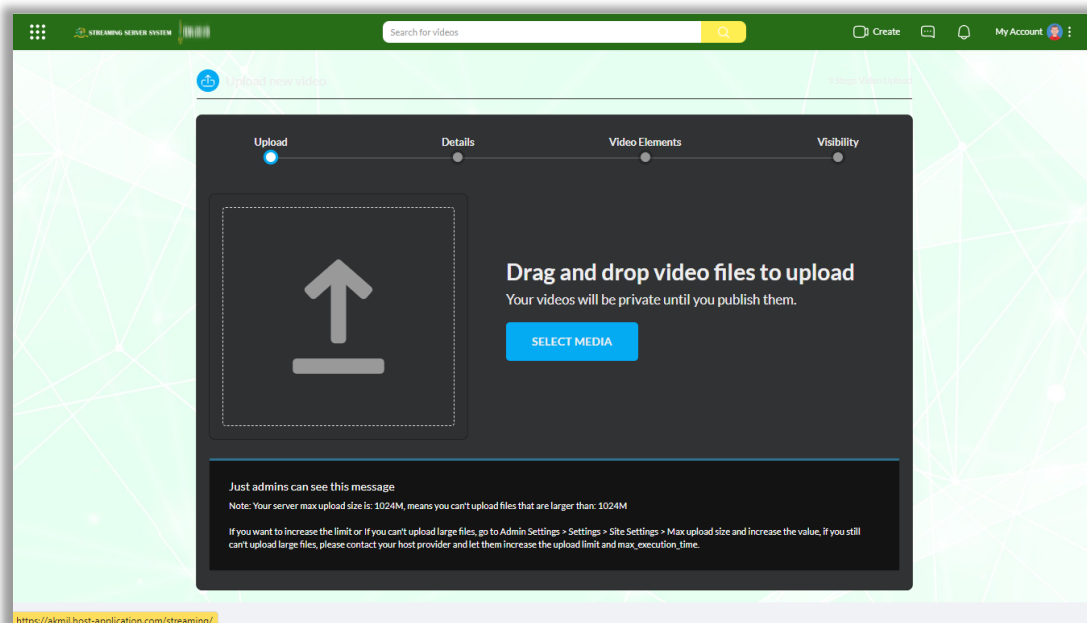 STREAMING SERVER SYSTEM
Search for videos
Create
My Account
Upload new video
Upload
Details
Video Elements
Visibility
Drag and drop video files to upload
Your videos will be private until you publish them.
SELECT MEDIA
Just admins can see this message
Note: Your server max upload size is: 1024M, means you can't upload files that are larger than: 1024M
If you want to increase the limit or If you can't upload large files, go to Admin Settings > Settings > Site Settings > Max upload size and increase the value, if you still
can't upload large files, please contact your host provider and let them increase the upload limit and max_execution_time.
https://akmil.host-application.com/streaming/